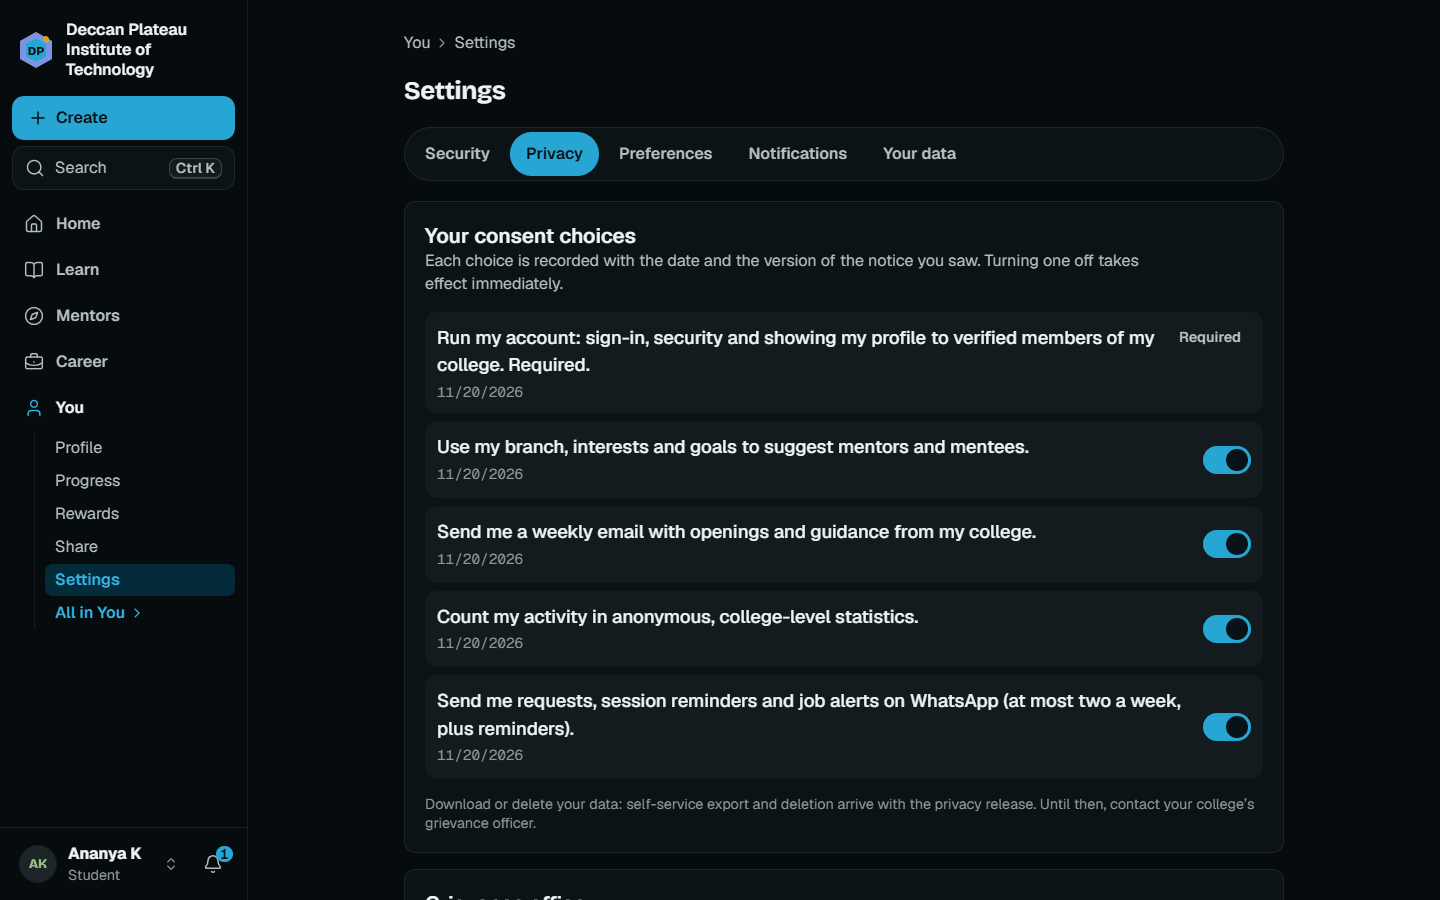 Deccan Plateau
Institute of
Technology
DP
Create
Search
Ctrl K
Home
Learn
Mentors
Career
You
Profile
Progress
Rewards
Share
Settings
All in You
AK
Ananya K
Student
1
You
Settings
Settings
Security
Privacy
Preferences
Notifications
Your data
Your consent choices
Each choice is recorded with the date and the version of the notice you saw. Turning one off takes
effect immediately.
Run my account: sign-in, security and showing my profile to verified members of my
college. Required.
Required
11/20/2026
Use my branch, interests and goals to suggest mentors and mentees.
11/20/2026
Send me a weekly email with openings and guidance from my college.
11/20/2026
Count my activity in anonymous, college-level statistics.
11/20/2026
Send me requests, session reminders and job alerts on WhatsApp (at most two a week,
plus reminders).
11/20/2026
Download or delete your data: self-service export and deletion arrive with the privacy release. Until then, contact your college's
grievance officer.